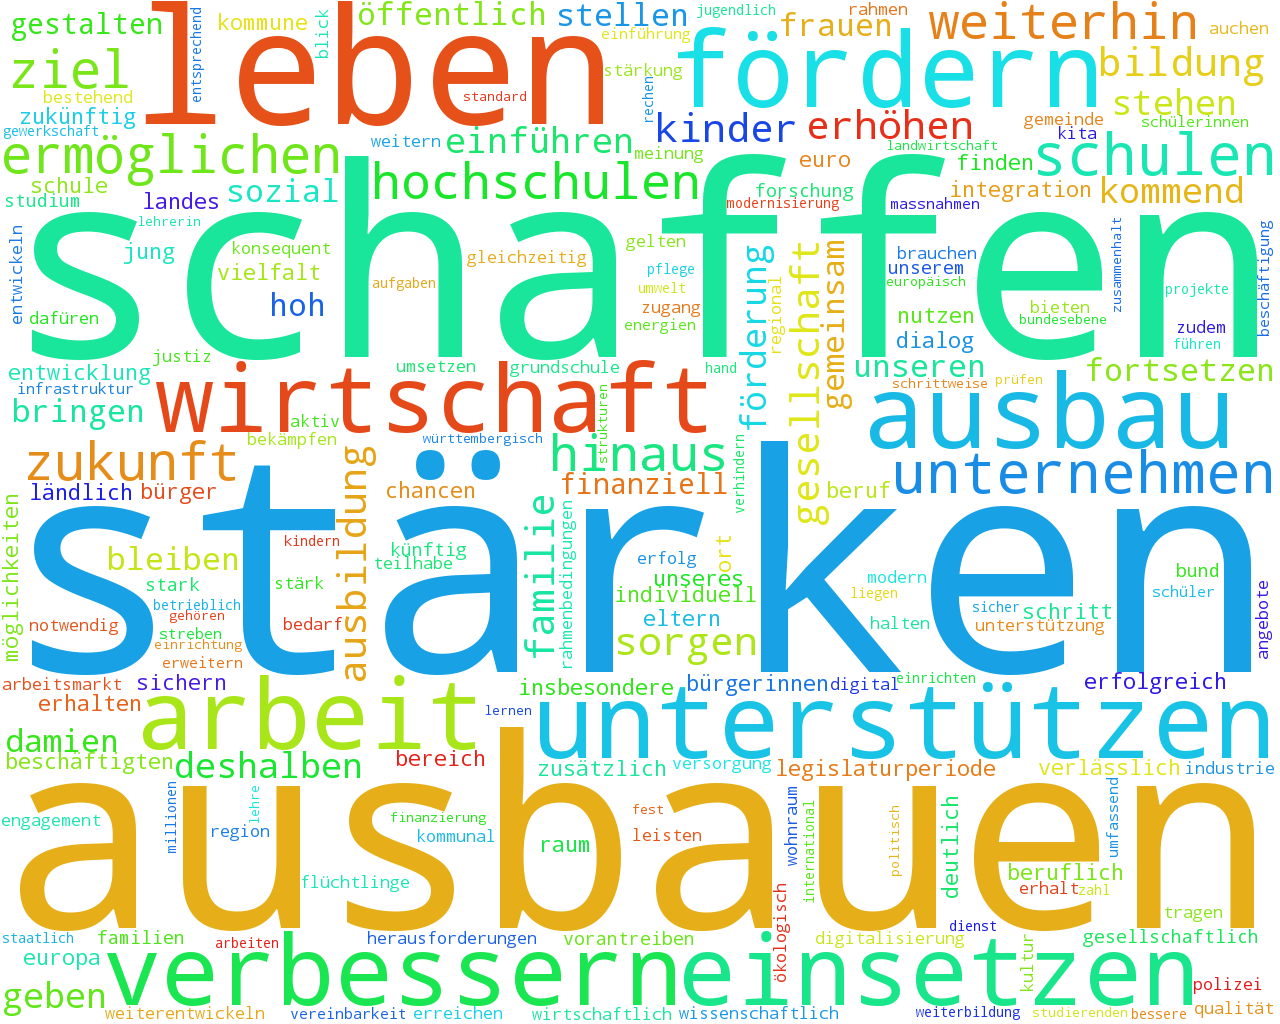 gestalten
kommune
blick
öffentlich
stellen
jugendlich
frauen
rahmen
weiterhin
auchen
ziel
entsprechend
leben
einführung
fördern
bildung
bestehend
standard
stärkung
rechen
stehen
zukünftig
gewerkschaft
weitern
einführen
kinder
erhöhen
gemeinde
kita
schülerinnen
ermöglichen
meinung
euro
landwirtschaft
finden
schulen
schule
studium
landes
sozial
hochschulen
forschung
modernisierung
massnahmen
integration
kommend
lehrerin
schaffen
entwickeln
jung
konsequent
vielfalt
gleichzeitig
gelten
pflege
umwelt
zugang
energien
aufgaben
hoh
dafüren
förderung
regional
gesellschaft
gemeinsam
brauchen
unserem
europäisch
nutzen
dialog
bieten
bundesebene
zusammenhalt
projekte
zudem
führen
beschäftigung
justiz
entwicklung
infrastruktur
umsetzen
grundschule
hand
unseren
schrittweise
prüfen
fortsetzen
bringen
wirtschaft
ausbau
aktiv
bekämpfen
württembergisch
strukturen
hinaus
verhindern
zukunft
ländlich
bürger
ausbildung
chancen
finanziell
beruf
unternehmen
stärken
möglichkeiten
bleiben
kindern
künftig
teilhabe
familie
rahmenbedingungen
erfolg
ort
unseres
individuell
modern
liegen
bund
schüler
angebote
stark
stärk
betrieblich
gehören
notwendig
streben
einrichtung
erweitern
bedarf
eltern
sorgen
halten
sicher
schritt
unterstützung
arbeitsmarkt
sichern
erhalten
arbeit
insbesondere
bürgerinnen
digital
einrichten
erfolgreich
lernen
unterstützen
damien
beschäftigten
deshalben
bereich
zusätzlich
versorgung
legislaturperiode
verlässlich
industrie
ausbauen
engagement
millionen
region
lehre
finanzierung
kommunal
fest
leisten
raum
wohnraum
international
politisch
deutlich
umfassend
beruflich
erhalt
zahl
flüchtlinge
ökologisch
tragen
staatlich
familien
arbeiten
herausforderungen
vorantreiben
digitalisierung
dienst
kultur
gesellschaftlich
europa
verbessern
einsetzen
polizei
geben
weiterentwickeln
vereinbarkeit
erreichen
wirtschaftlich
wissenschaftlich
weiterbildung
studierenden
bessere
qualität